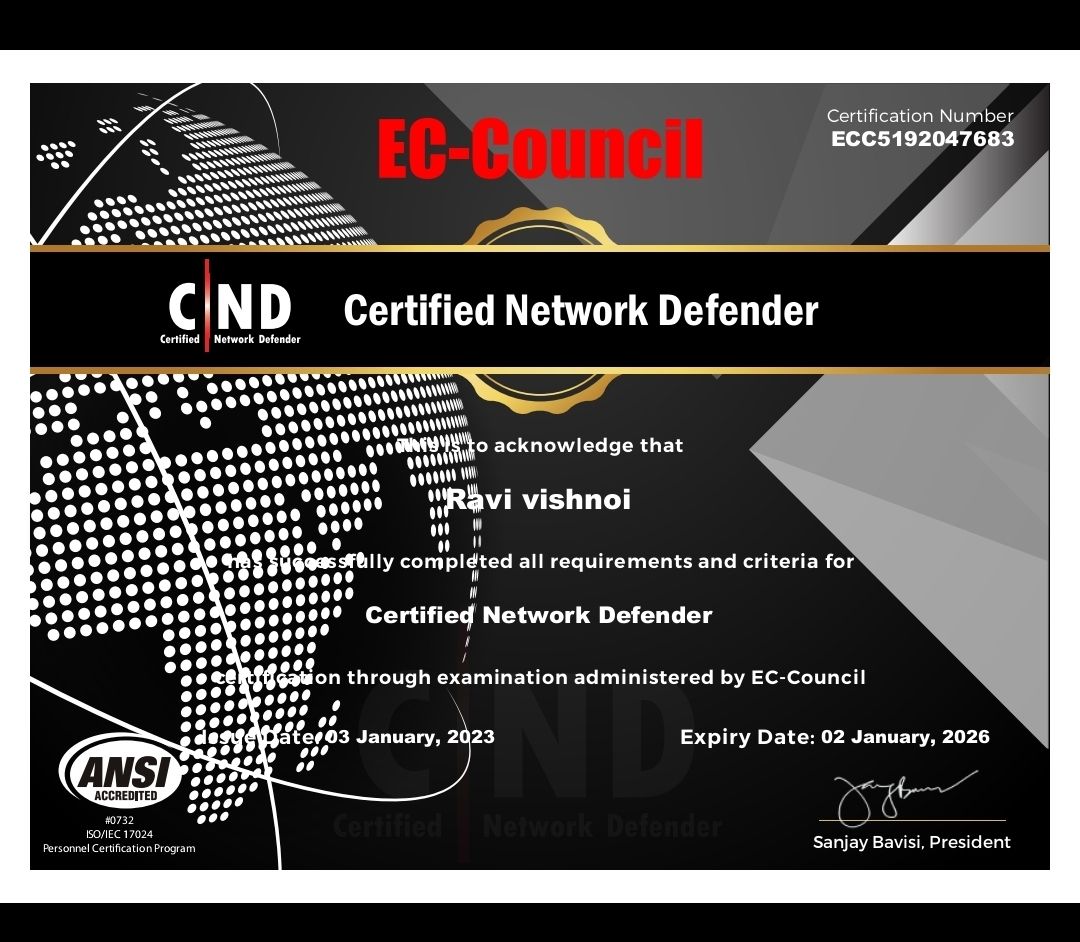 EC-Council
Certification Number
ECC5192047683
C|ND
Certified Network Defender
Certified Network Defender
This is to acknowledge that
Ravi vishnoi
has successfully completed all requirements and criteria for
Certified Network Defender
certification through examination administered by EC-Council
Issue Date: 03 January, 2023
Expiry Date: 02 January, 2026
CND
Certified Network Defender
ANSI
ACCREDITED
#0732
ISO/IEC 17024
Personnel Certification Program
Sanjay Bavisi, President